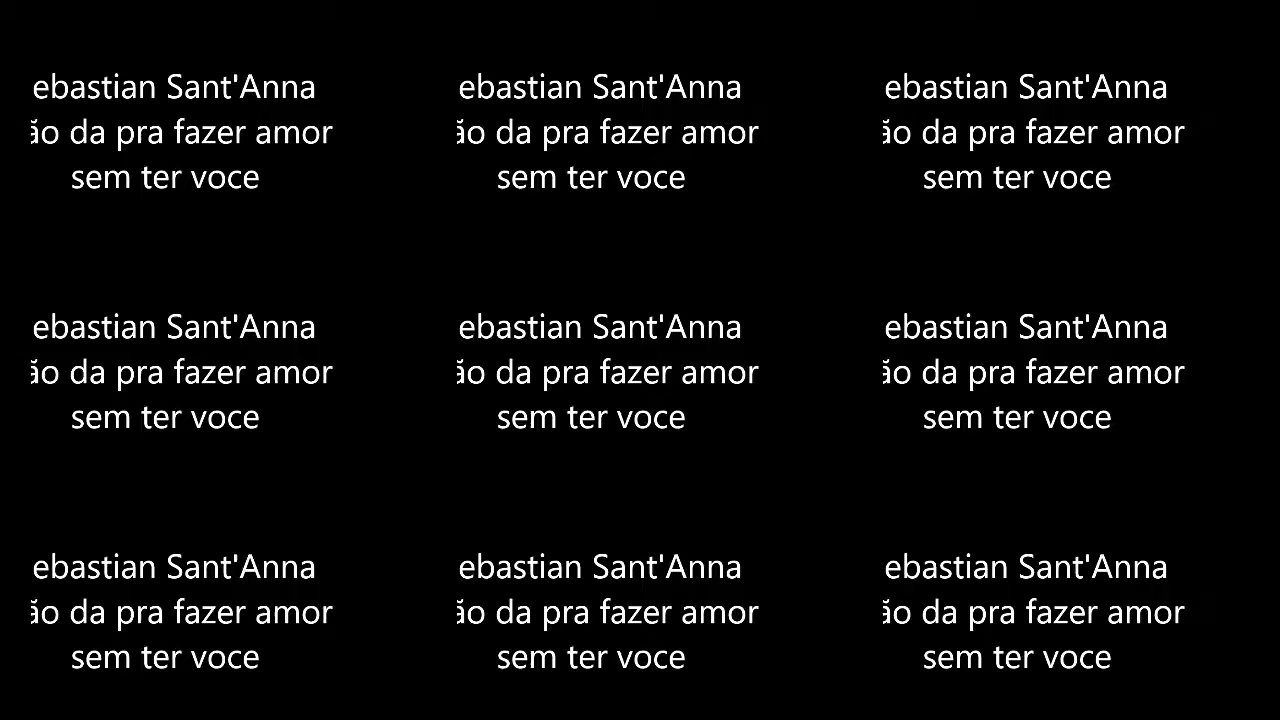 ebastian Sant'Anna ebastian Sant'Anna ebastian Sant'Anna
ão da pra fazer amor ão da pra fazer amor ão da pra fazer amor
sem ter voce sem ter voce sem ter voce
ebastian Sant'Anna ebastian Sant'Anna ebastian Sant'Anna
ão da pra fazer amor ão da pra fazer amor ão da pra fazer amor
sem ter voce sem ter voce sem ter voce
ebastian Sant'Anna ebastian Sant'Anna ebastian Sant'Anna
ão da pra fazer amor ão da pra fazer amor ão da pra fazer amor
sem ter voce sem ter voce sem ter voce